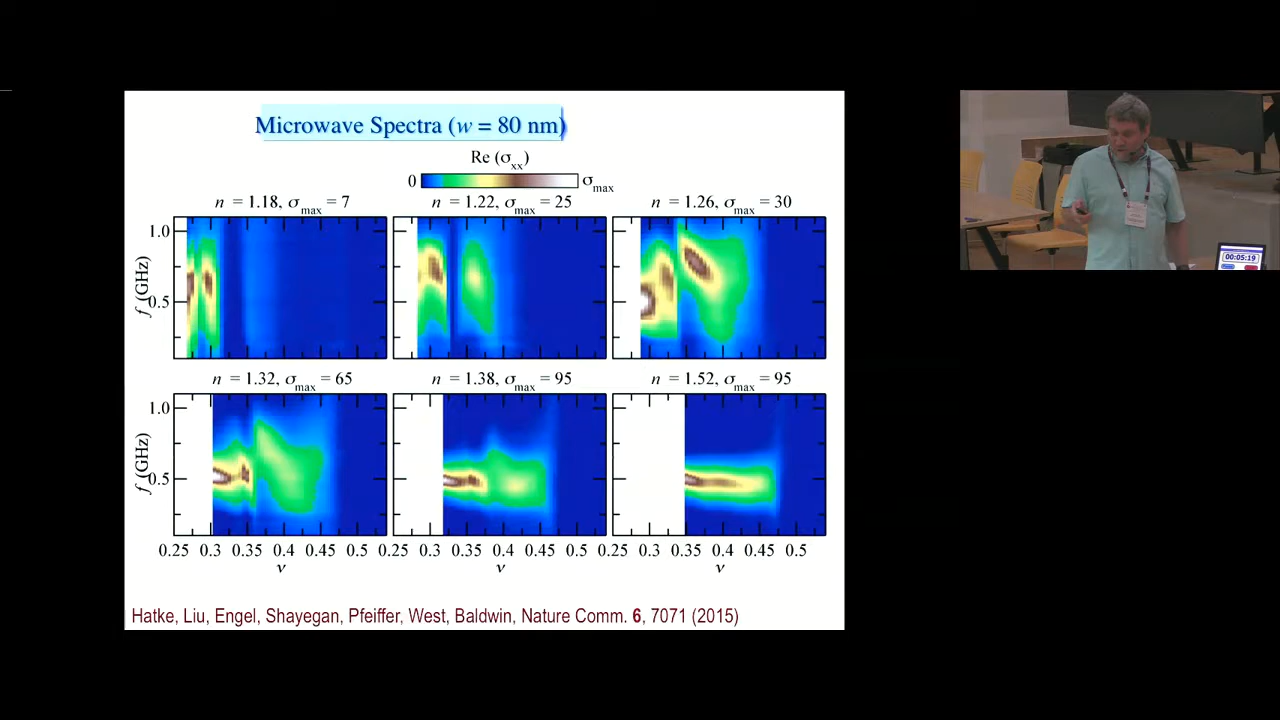 Microwave Spectra (w = 80 nm)
Re (σxx)
0 σmax
n = 1.18, σmax = 7
n = 1.22, σmax = 25
n = 1.26, σmax = 30
f (GHz)
1.0
0.5
n = 1.32, σmax = 65
n = 1.38, σmax = 95
n = 1.52, σmax = 95
f (GHz)
1.0
0.5
0.25 0.3 0.35 0.4 0.45 0.25 0.3 0.35 0.4 0.45 0.5 0.3 0.35 0.4 0.45 0.5
ν ν ν
Hatke, Liu, Engel, Shayegan, Pfeiffer, West, Baldwin, Nature Comm. 6, 7071 (2015)
00:05:19